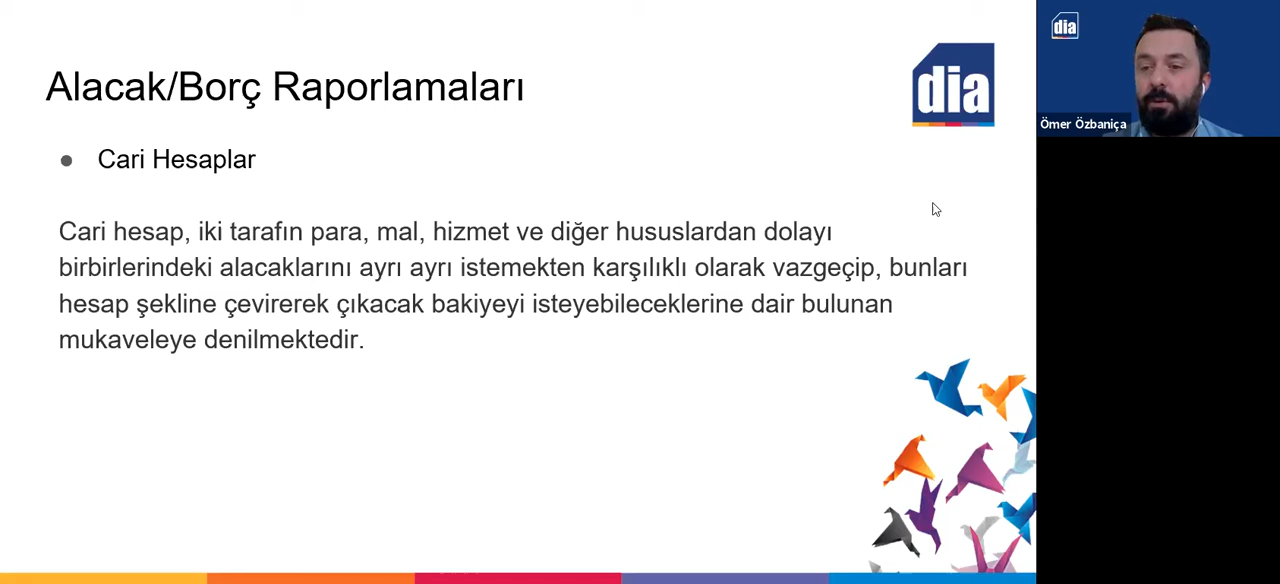 Alacak/Borç Raporlamaları
dia
● Cari Hesaplar
Cari hesap, iki tarafın para, mal, hizmet ve diğer hususlardan dolayı
birbirlerindeki alacaklarını ayrı ayrı istemekten karşılıklı olarak vazgeçip, bunları
hesap şekline çevirerek çıkacak bakiyeyi isteyebileceklerine dair bulunan
mukaveleye denilmektedir.
dia
Ömer Özbaniça